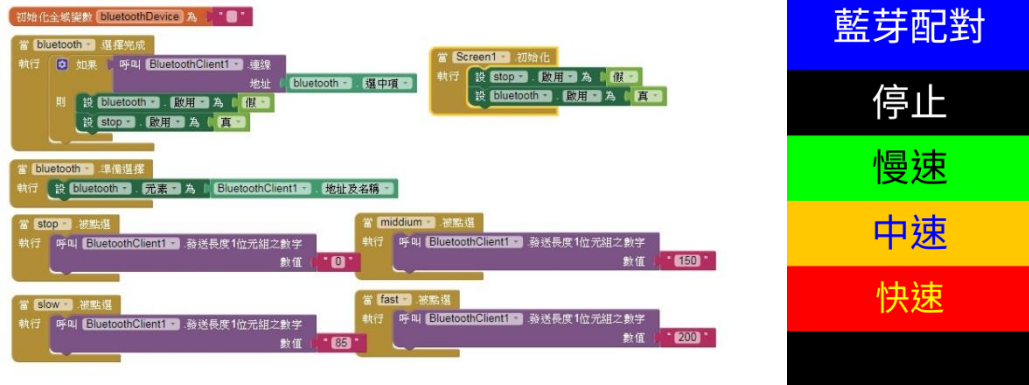 初始化全域變數 bluetoothDevice 為 " "
當 bluetooth .選擇完成
執行 如果 呼叫 BluetoothClient1 .連線
地址 bluetooth . 選中項
則 設 bluetooth . 啟用 為 假
設 stop . 啟用 為 真
當 Screen1 .初始化
執行 設 stop . 啟用 為 假
設 bluetooth . 啟用 為 真
當 bluetooth .準備選擇
執行 設 bluetooth . 元素 為 BluetoothClient1 . 地址及名稱
當 stop .被點選
執行 呼叫 BluetoothClient1 .發送長度1位元組之數字
數值 " 0 "
當 middium .被點選
執行 呼叫 BluetoothClient1 .發送長度1位元組之數字
數值 " 150 "
當 slow .被點選
執行 呼叫 BluetoothClient1 .發送長度1位元組之數字
數值 " 85 "
當 fast .被點選
執行 呼叫 BluetoothClient1 .發送長度1位元組之數字
數值 " 200 "
藍芽配對
停止
慢速
中速
快速